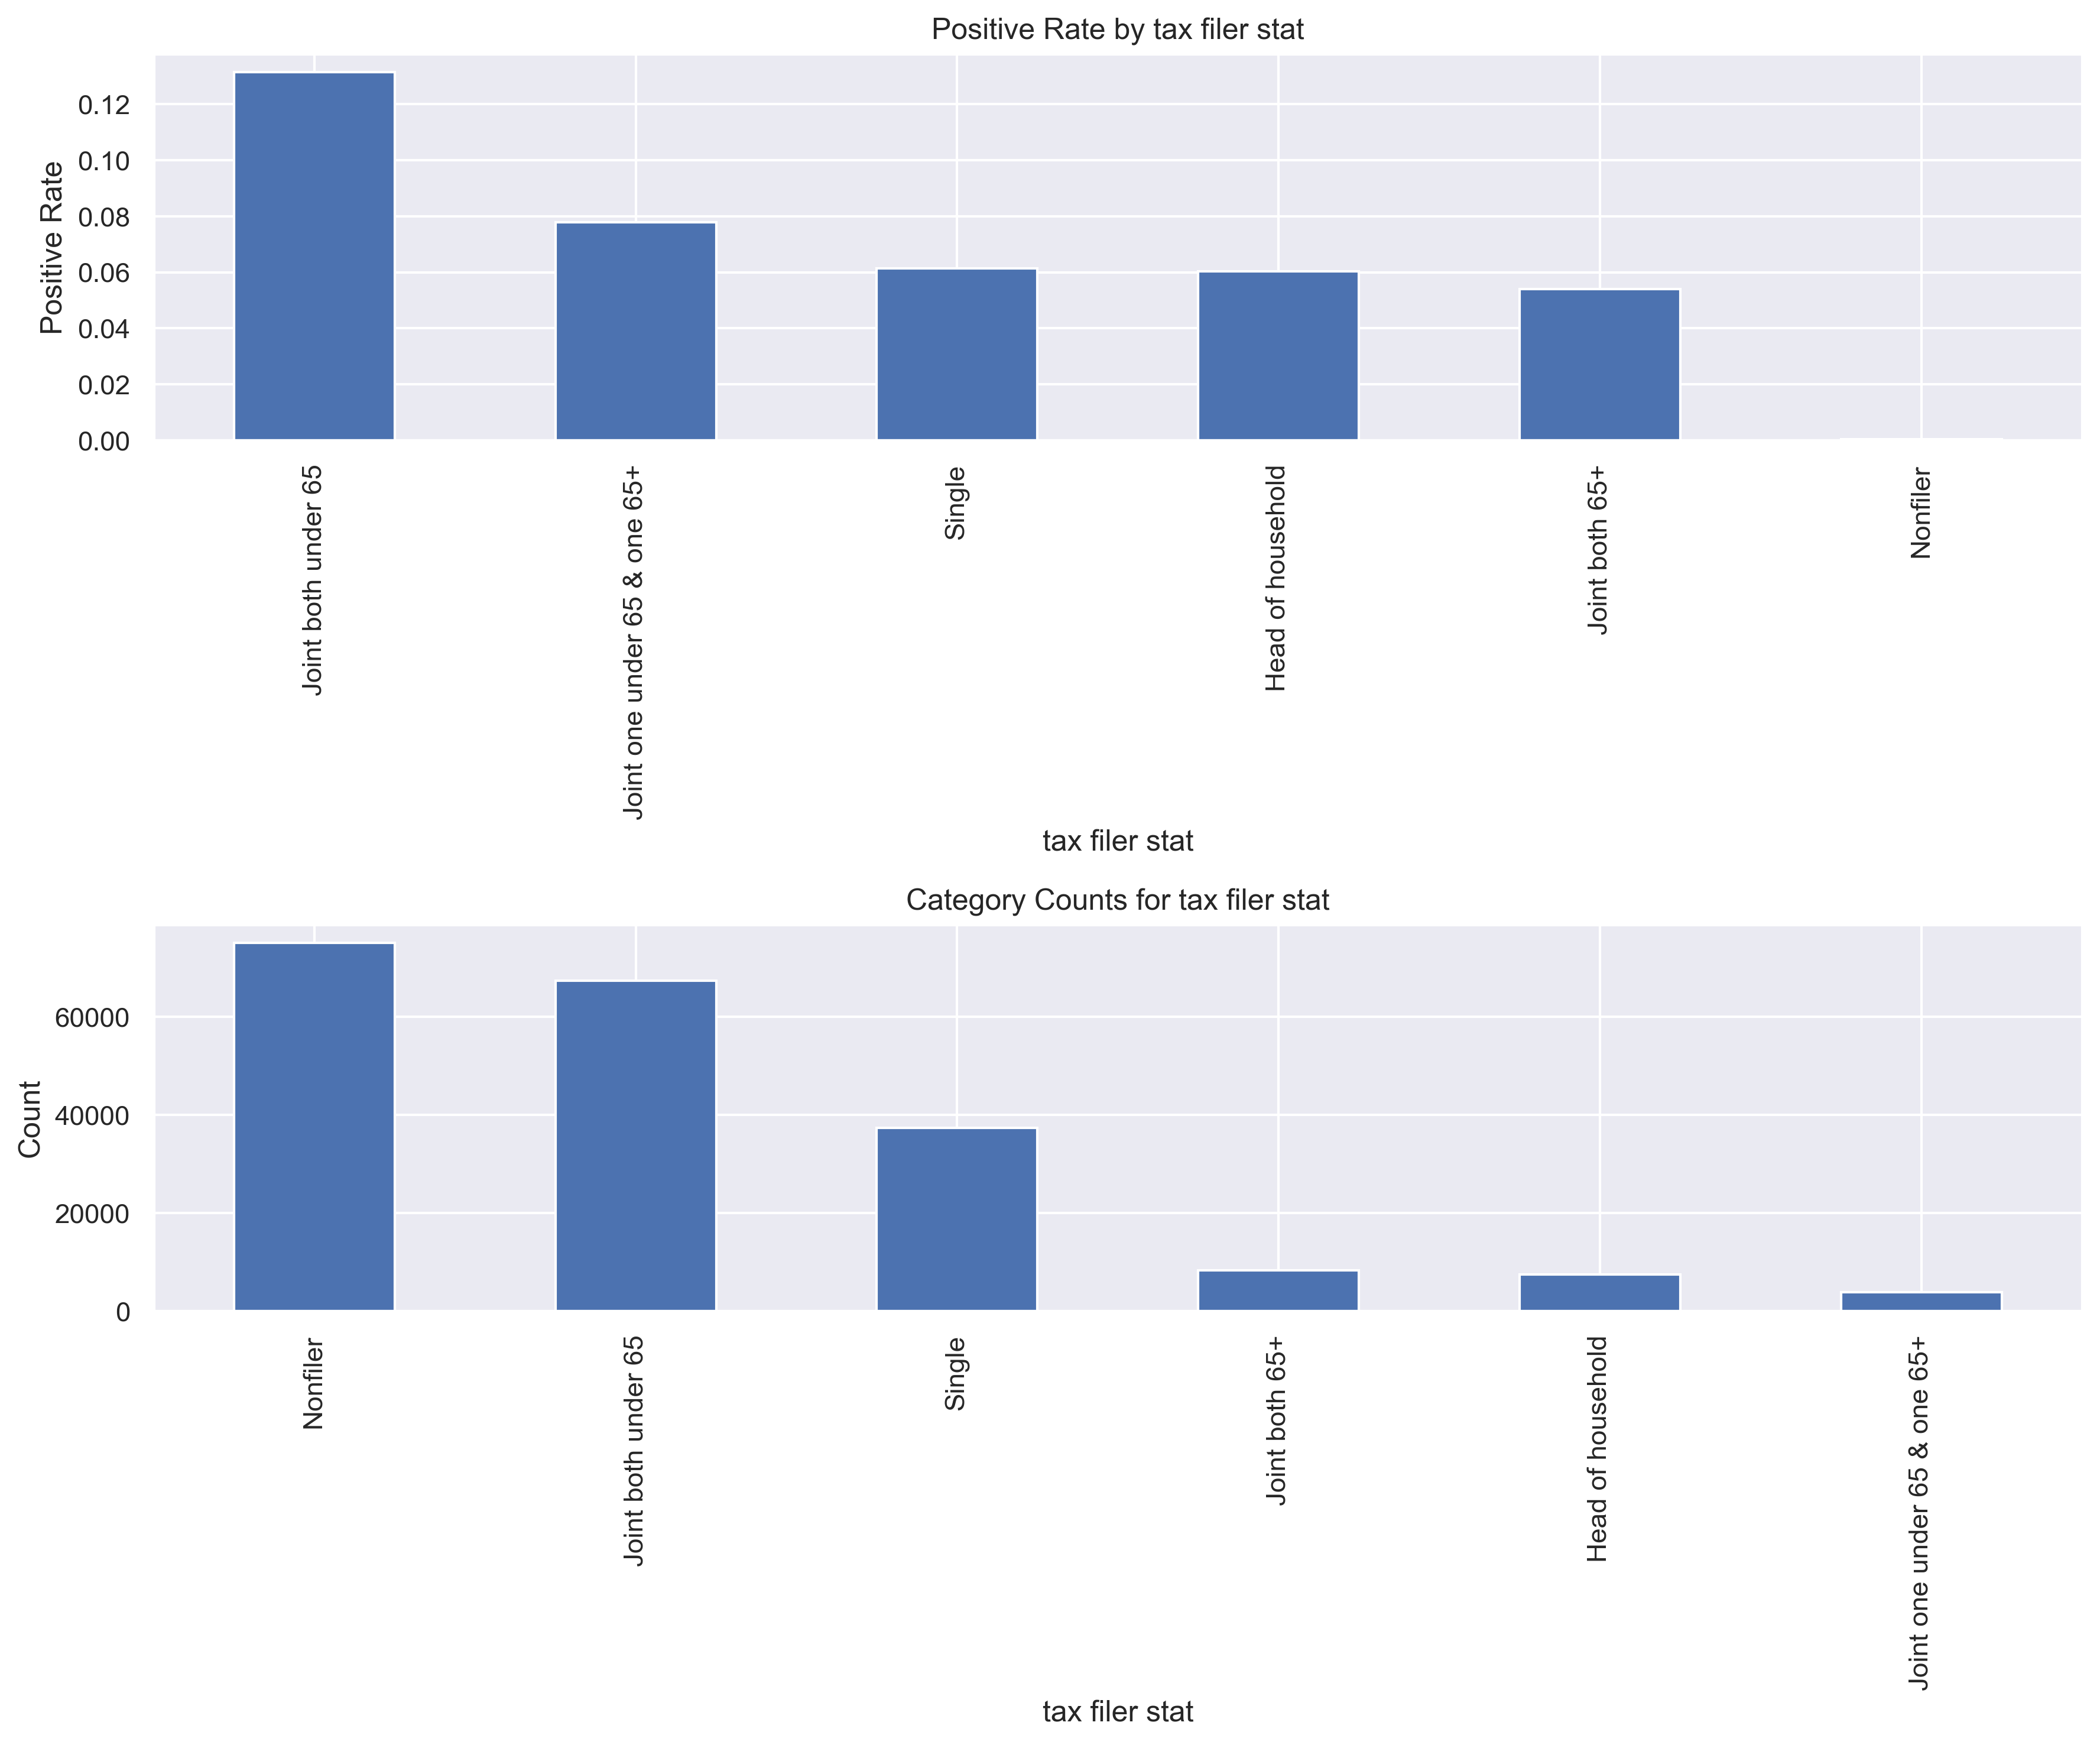 Positive Rate by tax filer stat
Positive Rate
0.12
0.10
0.08
0.06
0.04
0.02
0.00
Joint both under 65
Joint one under 65 & one 65+
Single
Head of household
Joint both 65+
Nonfiler
tax filer stat
Category Counts for tax filer stat
Count
60000
40000
20000
0
Nonfiler
Joint both under 65
Single
Joint both 65+
Head of household
Joint one under 65 & one 65+
tax filer stat